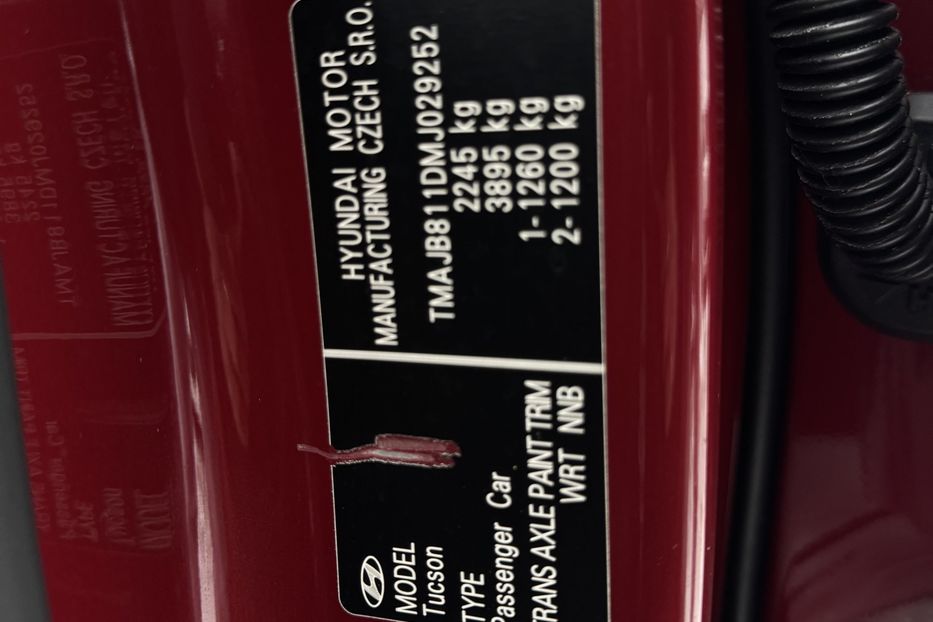 HYUNDAI MOTOR
MANUFACTURING CZECH S.R.O.
TMAJB811DMJ029252
2245 kg
3895 kg
1- 1260 kg
2- 1200 kg
MODEL
Tucson
TYPE
Passenger Car
TRANS AXLE PAINT TRIM
WRT NNB